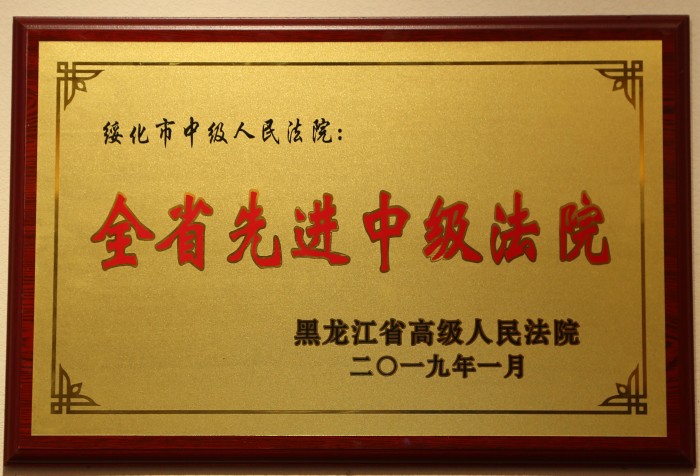 绥化市中级人民法院：
全省先进中级法院
黑龙江省高级人民法院
二〇一九年一月